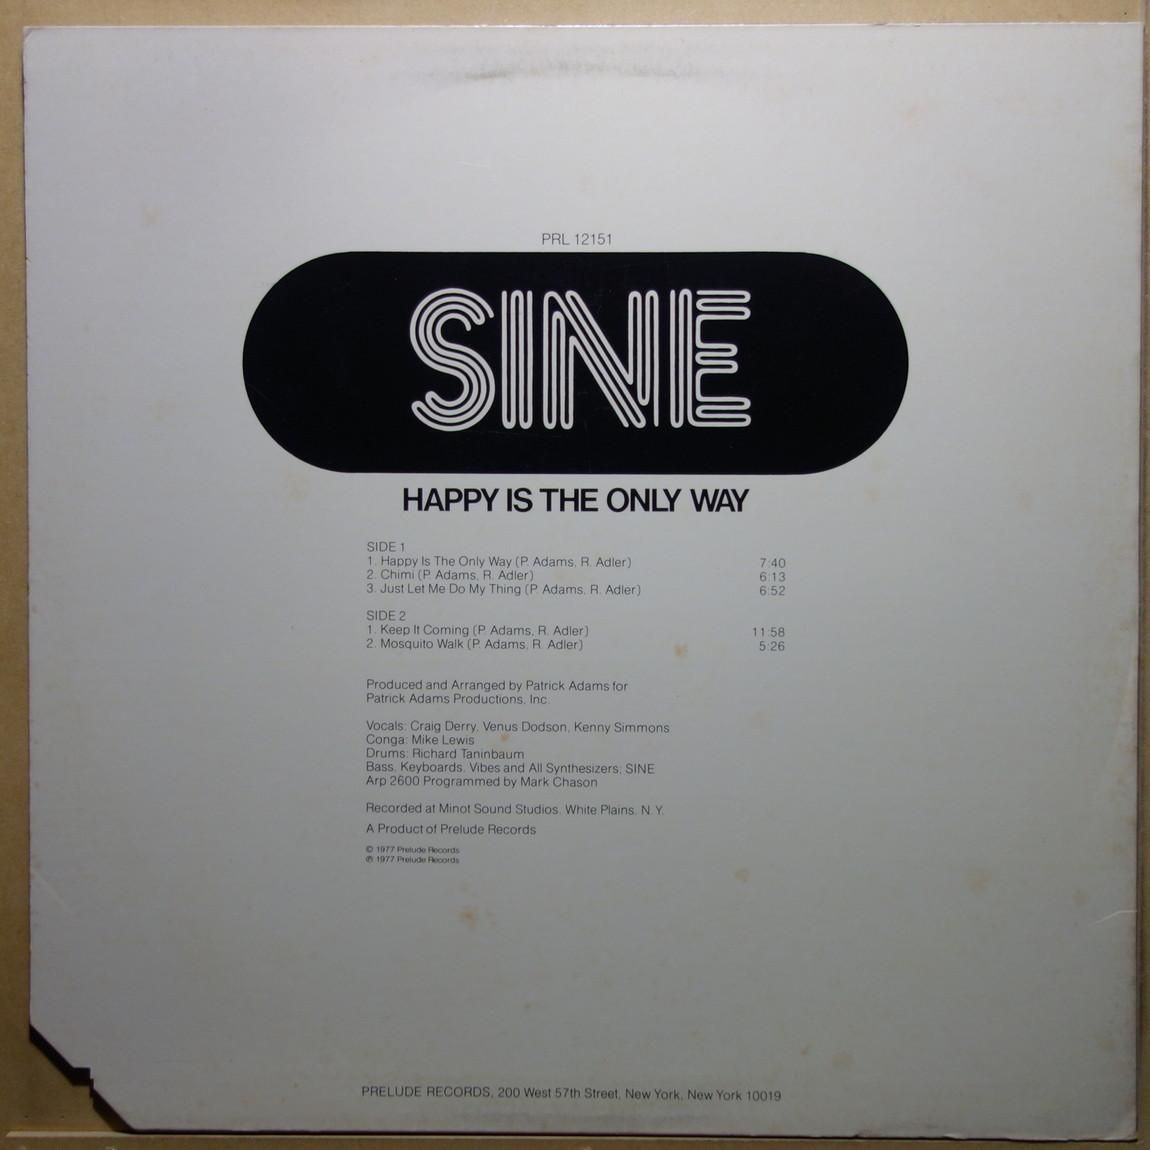 PRL 12151
SINE
HAPPY IS THE ONLY WAY
SIDE 1
1. Happy Is The Only Way (P. Adams, R. Adler) 7:40
2. Chimi (P. Adams, R. Adler) 6:13
3. Just Let Me Do My Thing (P. Adams, R. Adler) 6:52
SIDE 2
1. Keep It Coming (P. Adams, R. Adler) 11:58
2. Mosquito Walk (P. Adams, R. Adler) 5:26
Produced and Arranged by Patrick Adams for
Patrick Adams Productions, Inc.
Vocals: Craig Derry, Venus Dodson, Kenny Simmons
Conga: Mike Lewis
Drums: Richard Taninbaum
Bass, Keyboards, Vibes and All Synthesizers: SINE
Arp 2600 Programmed by Mark Chason
Recorded at Minot Sound Studios, White Plains, N.Y.
A Product of Prelude Records
© 1977 Prelude Records
℗ 1977 Prelude Records
PRELUDE RECORDS, 200 West 57th Street, New York, New York 10019